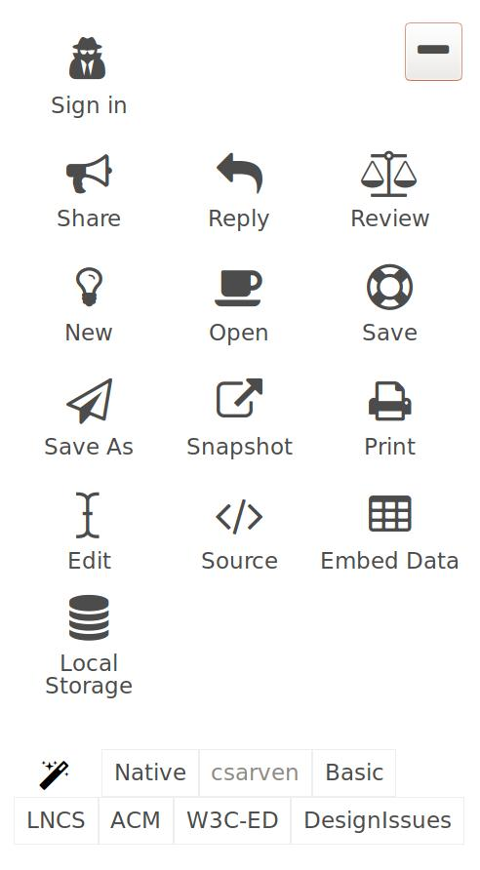 Sign in
Share Reply Review
New Open Save
Save As Snapshot Print
Edit Source Embed Data
Local
Storage
Native csarven Basic
LNCS ACM W3C-ED DesignIssues